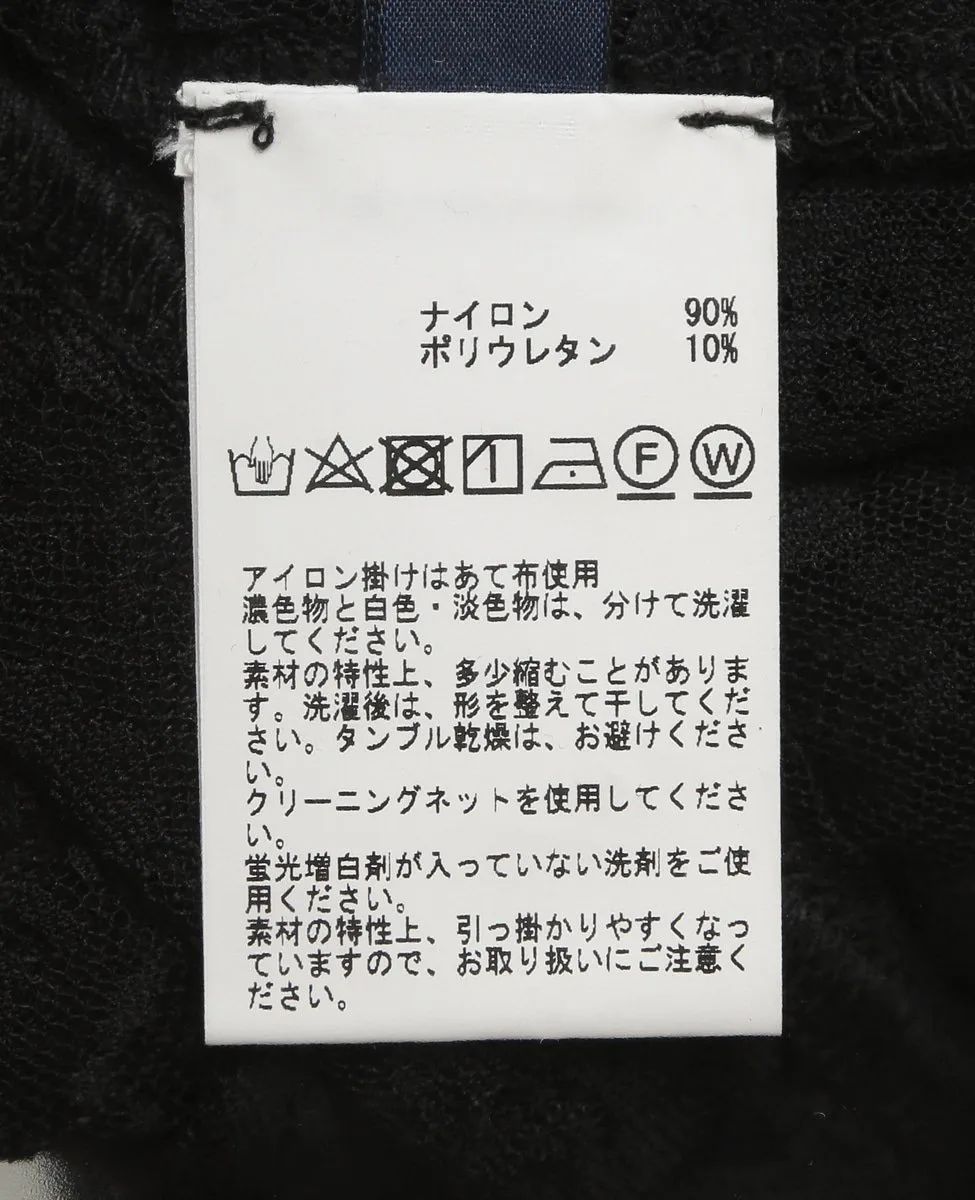 ナイロン 90%
ポリウレタン 10%
F W
アイロン掛けはあて布使用
濃色物と白色・淡色物は、分けて洗濯
してください。
素材の特性上、多少縮むことがありま
す。洗濯後は、形を整えて干してくだ
さい。タンブル乾燥は、お避けくださ
い。
クリーニングネットを使用してくださ
い。
蛍光増白剤が入っていない洗剤をご使
用ください。
素材の特性上、引っ掛かりやすくなっ
ていますので、お取り扱いにご注意く
ださい。